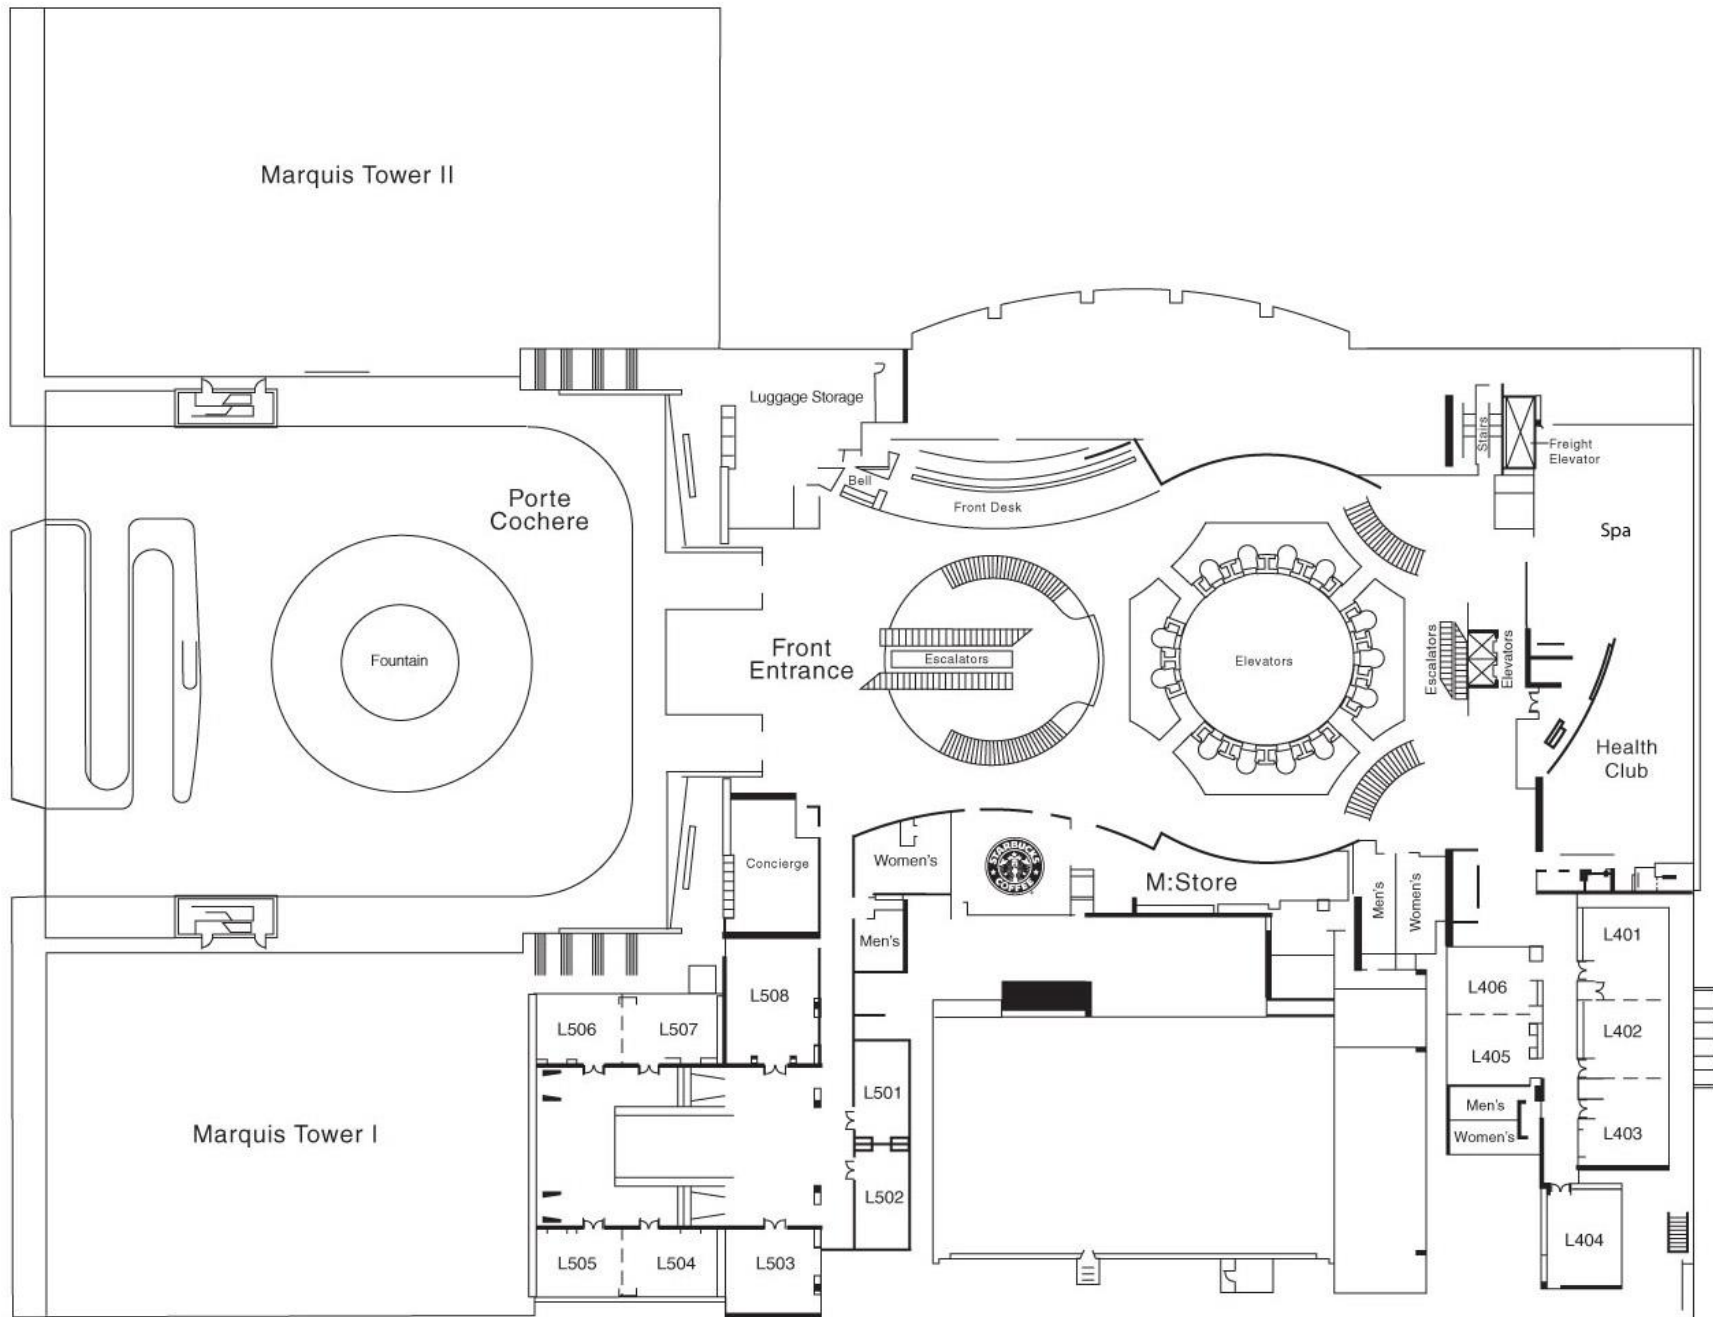 Marquis Tower II
Luggage Storage
Stairs
Freight
Elevator
Bell
Front Desk
Porte
Cochere
Spa
Fountain
Front
Entrance
Escalators
Elevators
Escalators
Elevators
Health
Club
Concierge
Women's
STARBUCKS
COFFEE
M:Store
Men's
Women's
Men's
L401
L406
L402
L405
L403
L404
Men's
Women's
L508
L506
L507
L501
L502
Marquis Tower I
L505
L504
L503